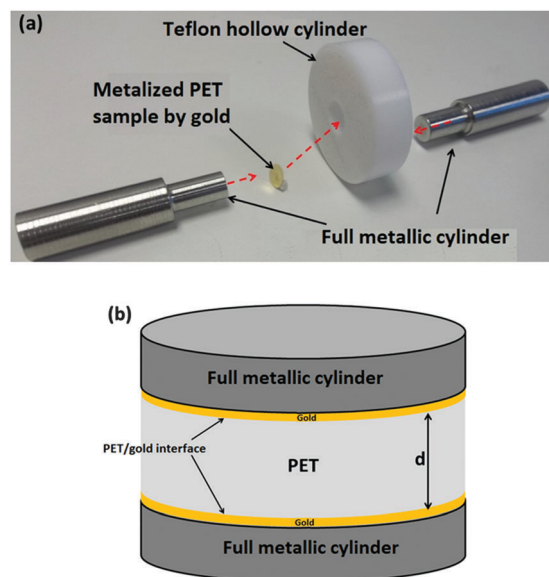 (a)
Teflon hollow cylinder
Metalized PET
sample by gold
Full metallic cylinder
(b)
Full metallic cylinder
Gold
PET/gold interface
PET
d
Gold
Full metallic cylinder